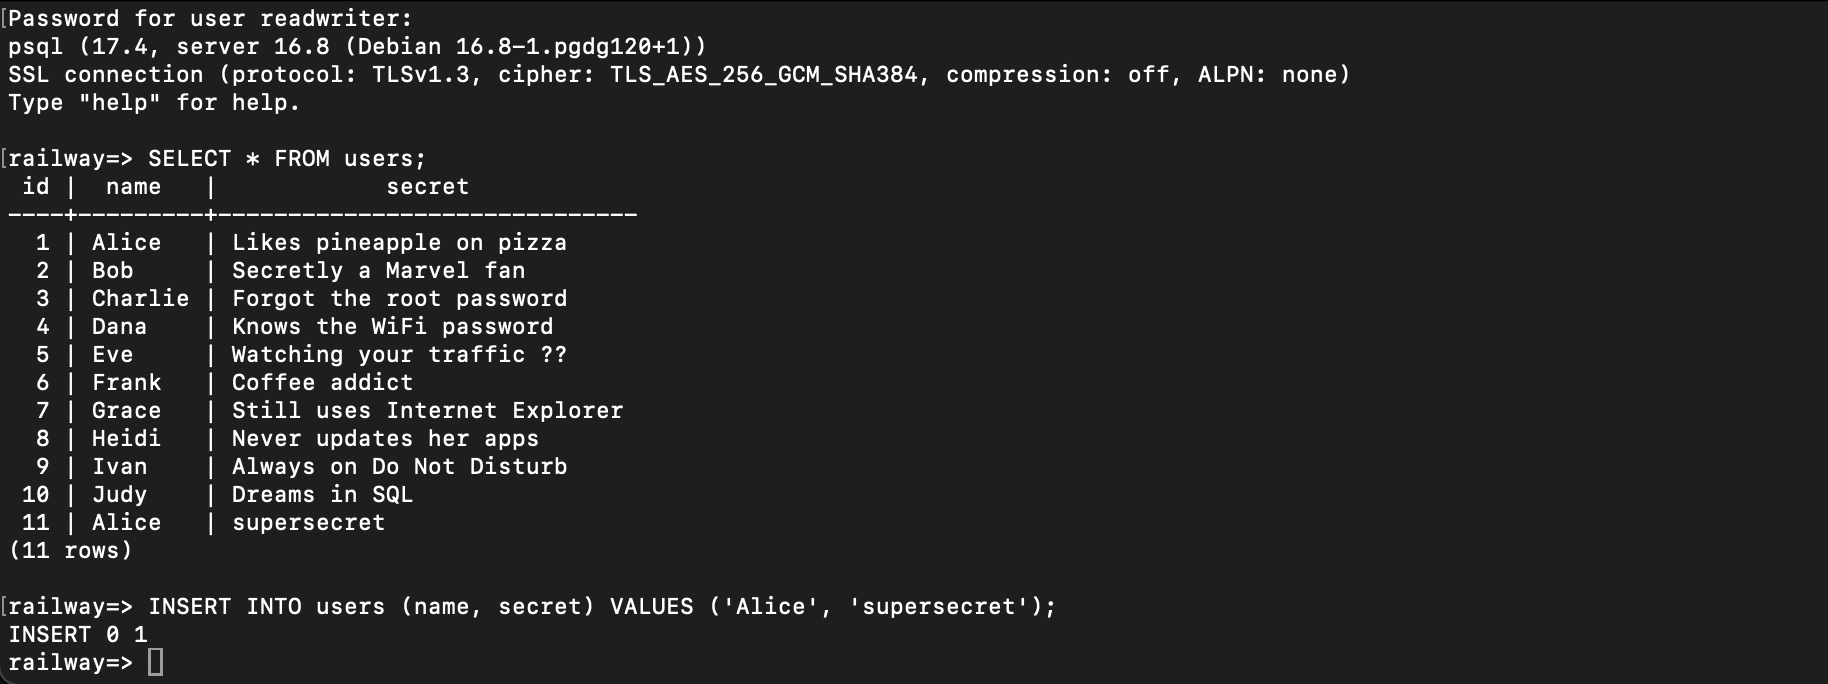 Password for user readwriter:
psql (17.4, server 16.8 (Debian 16.8-1.pgdg120+1))
SSL connection (protocol: TLSv1.3, cipher: TLS_AES_256_GCM_SHA384, compression: off, ALPN: none)
Type "help" for help.

railway=> SELECT * FROM users;
 id |  name   |            secret
----+---------+------------------------------
  1 | Alice   | Likes pineapple on pizza
  2 | Bob     | Secretly a Marvel fan
  3 | Charlie | Forgot the root password
  4 | Dana    | Knows the WiFi password
  5 | Eve     | Watching your traffic ??
  6 | Frank   | Coffee addict
  7 | Grace   | Still uses Internet Explorer
  8 | Heidi   | Never updates her apps
  9 | Ivan    | Always on Do Not Disturb
 10 | Judy    | Dreams in SQL
 11 | Alice   | supersecret
(11 rows)

railway=> INSERT INTO users (name, secret) VALUES ('Alice', 'supersecret');
INSERT 0 1
railway=>